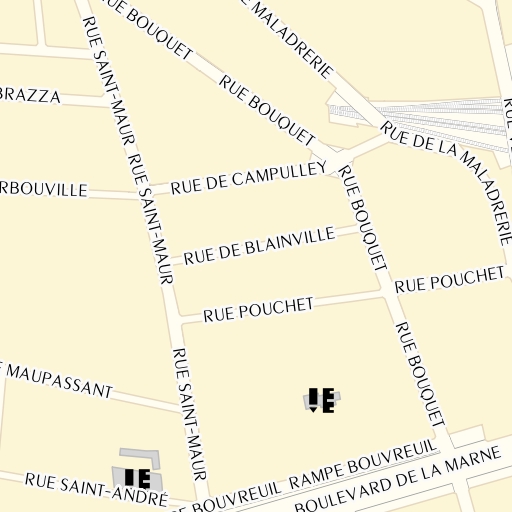 RUE BOUQUET
MALADRERIE
RUE SAINT-MAUR
BRAZZA
RUE BOUQUET
RUE DE LA MALADRERIE
RUE SAINT-MAUR
RUE DE CAMPULLEY
RBOUVILLE
RUE BOUQUET
RUE DE BLAINVILLE
RUE POUCHET
RUE POUCHET
RUE BOUQUET
RUE SAINT-MAUR
MAUPASSANT
RAMPE BOUVREUIL
BOUVREUIL
BOULEVARD DE LA MARNE
RUE SAINT-ANDRÉ